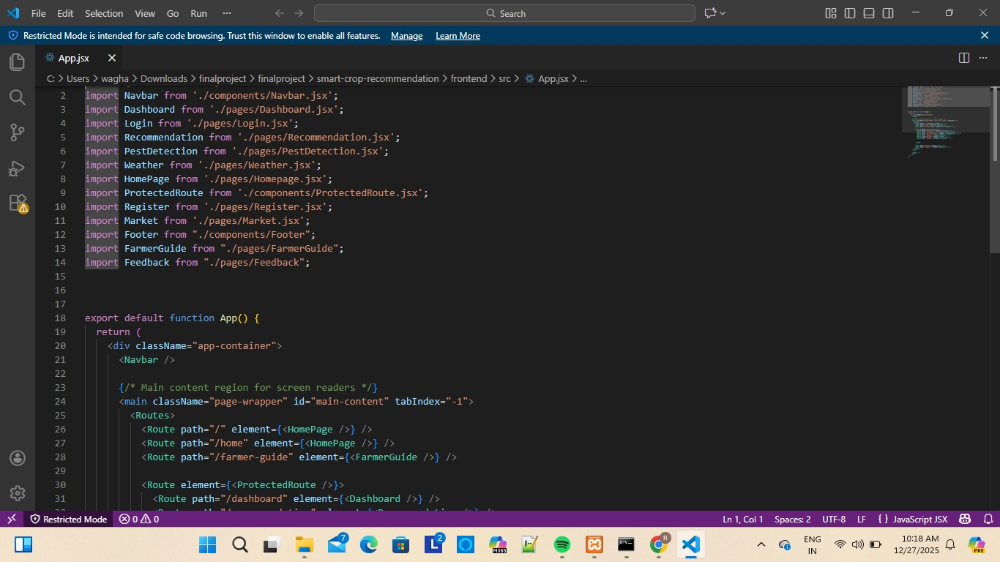 File Edit Selection View Go Run ···
Search
Restricted Mode is intended for safe code browsing. Trust this window to enable all features. Manage Learn More
App.jsx
C: > Users > wagha > Downloads > finalproject > finalproject > smart-crop-recommendation > frontend > src > App.jsx > ...
2 import Navbar from './components/Navbar.jsx';
3 import Dashboard from './pages/Dashboard.jsx';
4 import Login from './pages/Login.jsx';
5 import Recommendation from './pages/Recommendation.jsx';
6 import PestDetection from './pages/PestDetection.jsx';
7 import Weather from './pages/Weather.jsx';
8 import HomePage from './pages/Homepage.jsx';
9 import ProtectedRoute from './components/ProtectedRoute.jsx';
10 import Register from './pages/Register.jsx';
11 import Market from './pages/Market.jsx';
12 import Footer from "./components/Footer";
13 import FarmerGuide from "./pages/FarmerGuide";
14 import Feedback from "./pages/Feedback";
15
16
17
18 export default function App() {
19 return (
20 <div className="app-container">
21 <Navbar />
22
23 {/* Main content region for screen readers */}
24 <main className="page-wrapper" id="main-content" tabIndex="-1">
25 <Routes>
26 <Route path="/" element={<HomePage />} />
27 <Route path="/home" element={<HomePage />} />
28 <Route path="/farmer-guide" element={<FarmerGuide />} />
29
30 <Route element={<ProtectedRoute />}>
31 <Route path="/dashboard" element={<Dashboard />} />
Restricted Mode 0 0 Ln 1, Col 1 Spaces: 2 UTF-8 LF {} JavaScript JSX
7 2 L M365 R ENG IN 10:18 AM 12/27/2025 PRE